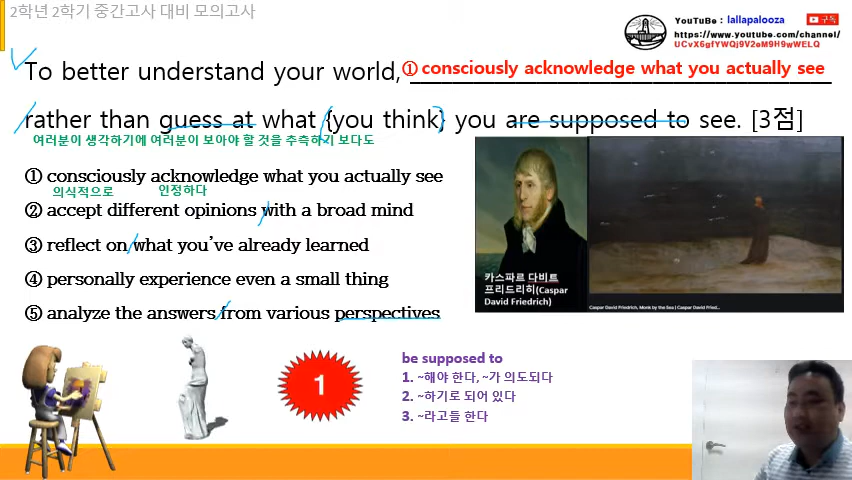 2학년 2학기 중간고사 대비 모의고사
YouTuBe : lallapalooza 구독
https://www.youtube.com/channel/
UCvX6gfYWQj9V2eM9H9wWELQ
To better understand your world, ① consciously acknowledge what you actually see
rather than guess at what {you think} you are supposed to see. [3점]
여러분이 생각하기에 여러분이 보아야 할 것을 추측하기 보다도
① consciously acknowledge what you actually see
의식적으로 인정하다
② accept different opinions with a broad mind
③ reflect on what you've already learned
④ personally experience even a small thing
⑤ analyze the answers from various perspectives
카스파르 다비트
프리드리히(Caspar
David Friedrich)
Caspar David Friedrich, Monk by the Sea | Caspar David Fried...
1
be supposed to
1. ~해야 한다, ~가 의도되다
2. ~하기로 되어 있다
3. ~라고들 한다